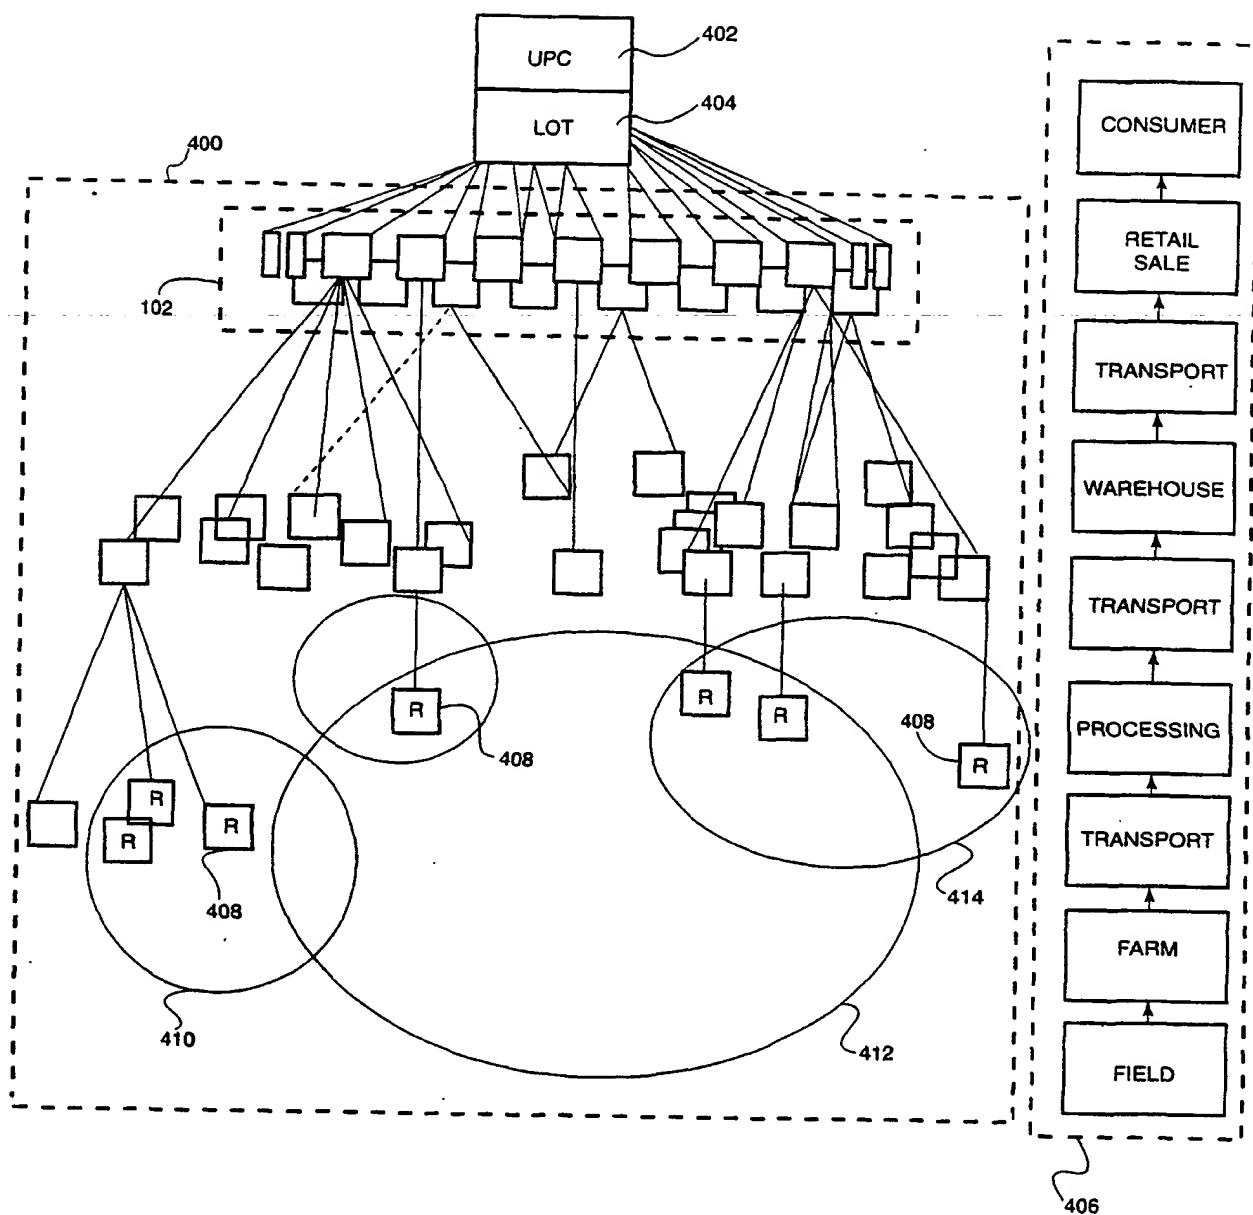 UPC
402
LOT
404
400
102
R
408
R
R
R
408
R
R
R
408
410
412
414
CONSUMER
RETAIL
SALE
TRANSPORT
WAREHOUSE
TRANSPORT
PROCESSING
TRANSPORT
FARM
FIELD
406